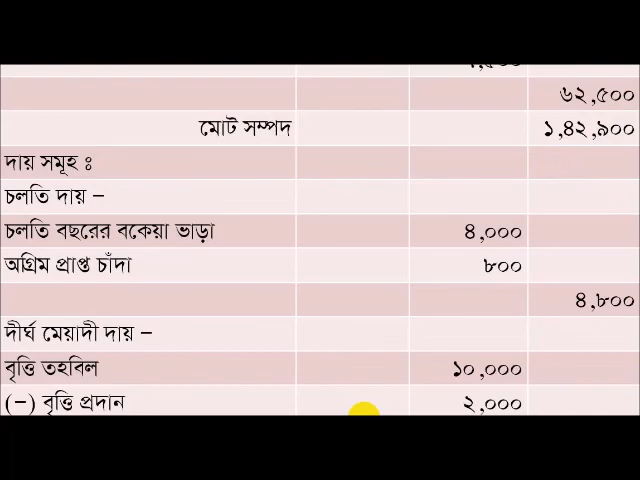 ৬২,৫০০
মোট সম্পদ ১,৪২,৯০০
দায় সমূহ ঃ
চলতি দায় –
চলতি বছরের বকেয়া ভাড়া ৪,০০০
অগ্রিম প্রাপ্ত চাঁদা ৮০০
৪,৮০০
দীর্ঘ মেয়াদী দায় –
বৃত্তি তহবিল ১০,০০০
(–) বৃত্তি প্রদান ২,০০০